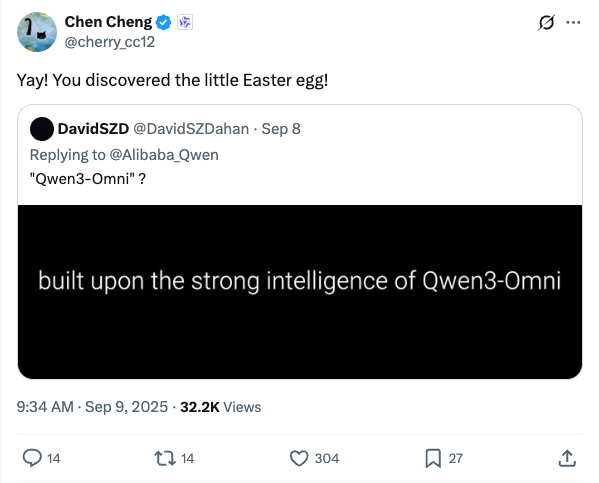 Chen Cheng
@cherry_cc12
Yay! You discovered the little Easter egg!
DavidSZD @DavidSZDahan · Sep 8
Replying to @Alibaba_Qwen
"Qwen3-Omni" ?
built upon the strong intelligence of Qwen3-Omni
9:34 AM · Sep 9, 2025 · 32.2K Views
14 14 304 27